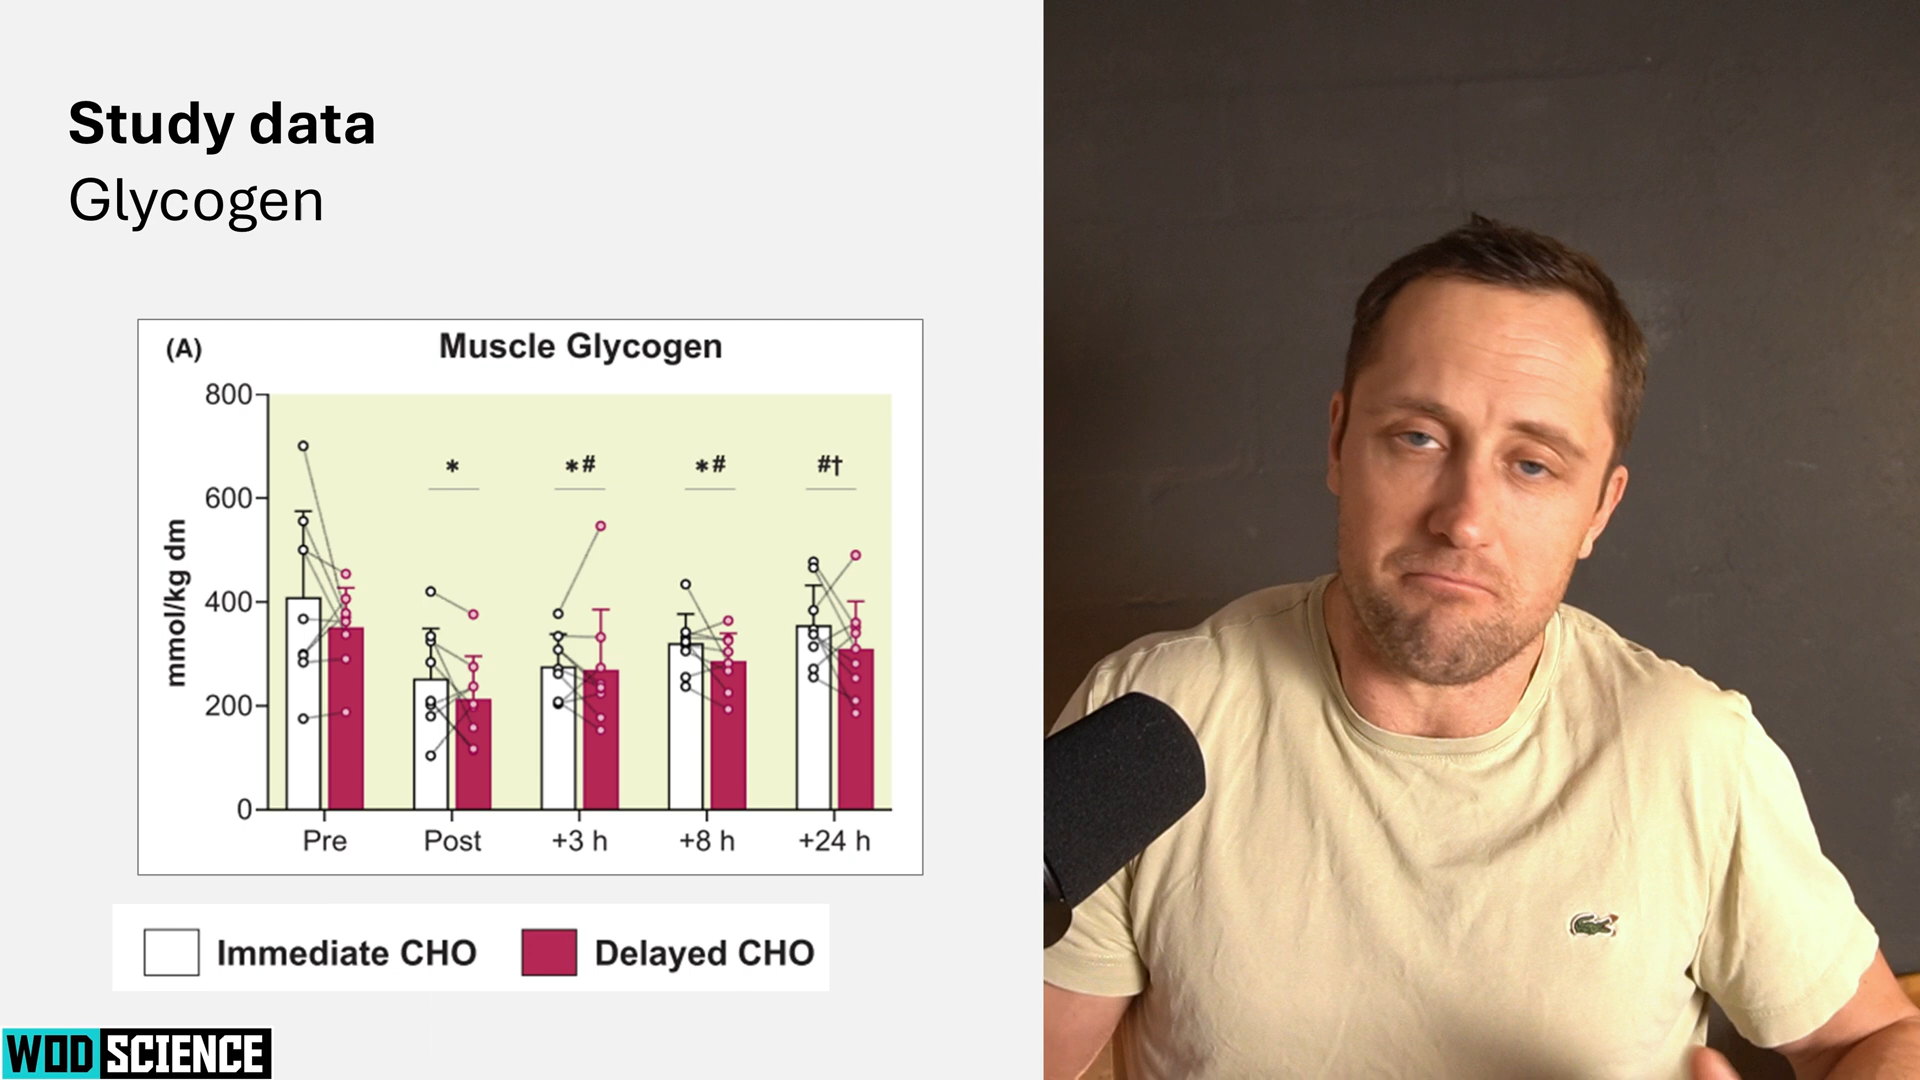 Study data
Glycogen
(A)
Muscle Glycogen
mmol/kg dm
800
600
400
200
0
*
*#
*#
#†
Pre
Post
+3 h
+8 h
+24 h
Immediate CHO
Delayed CHO
WOD SCIENCE